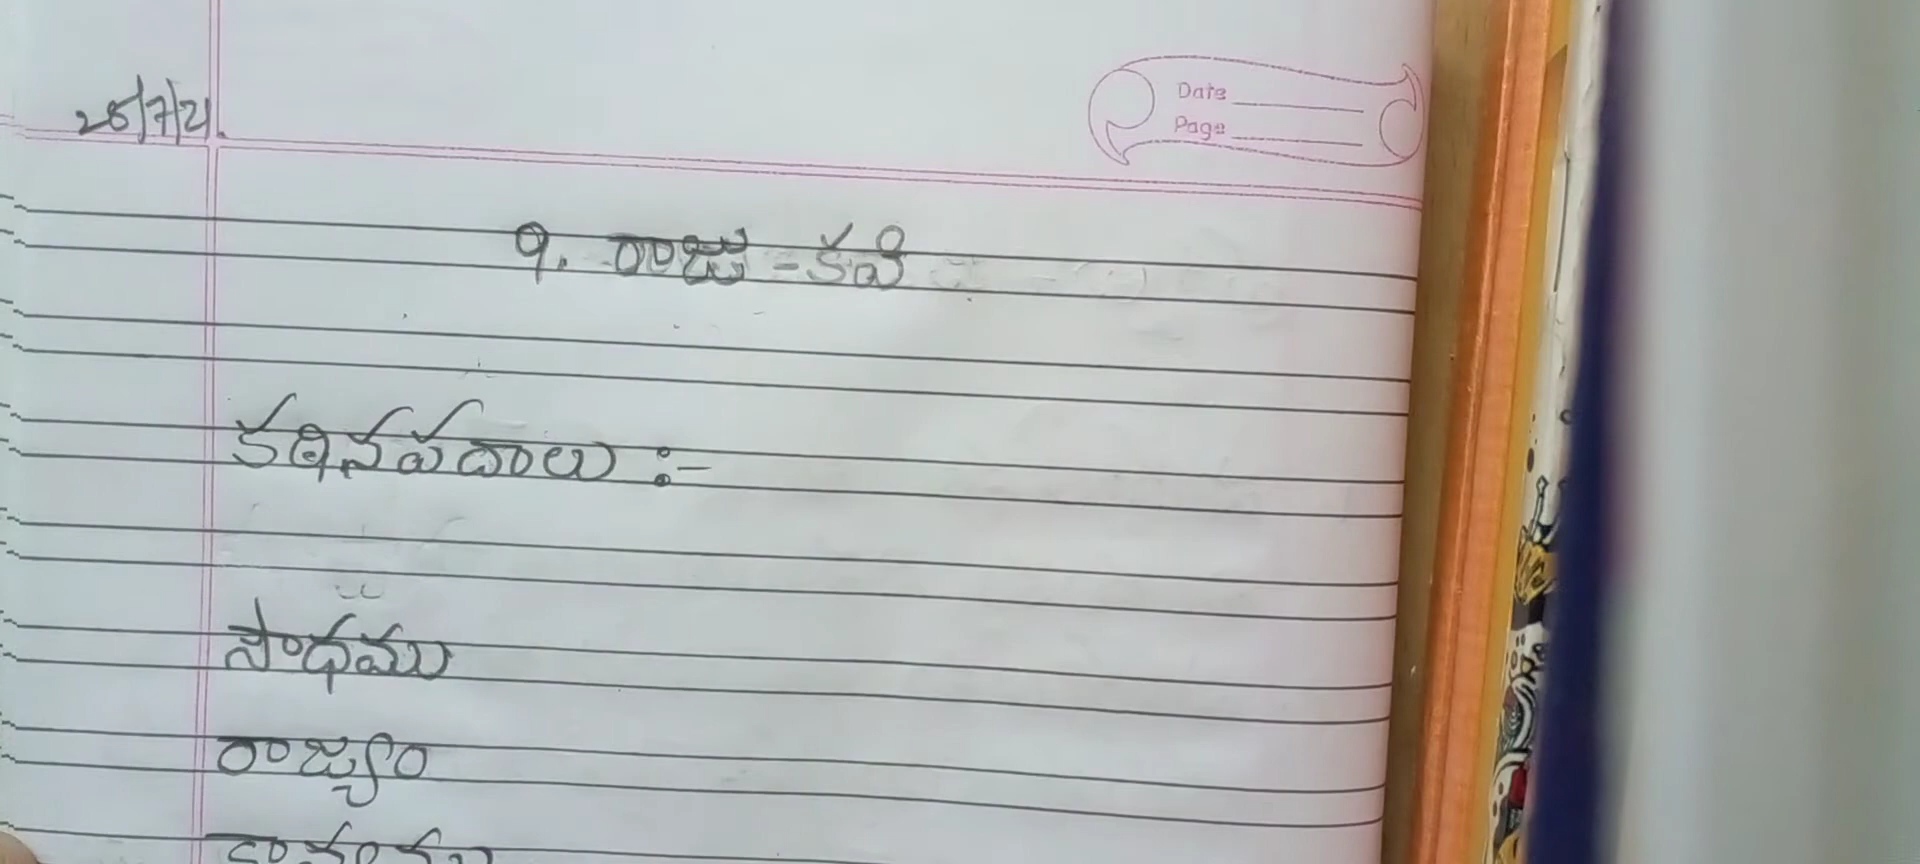 28/7/21.
Date
Page
9. రాజు - కవి
కఠినపదాలు :-
సౌధము
రాజ్యం